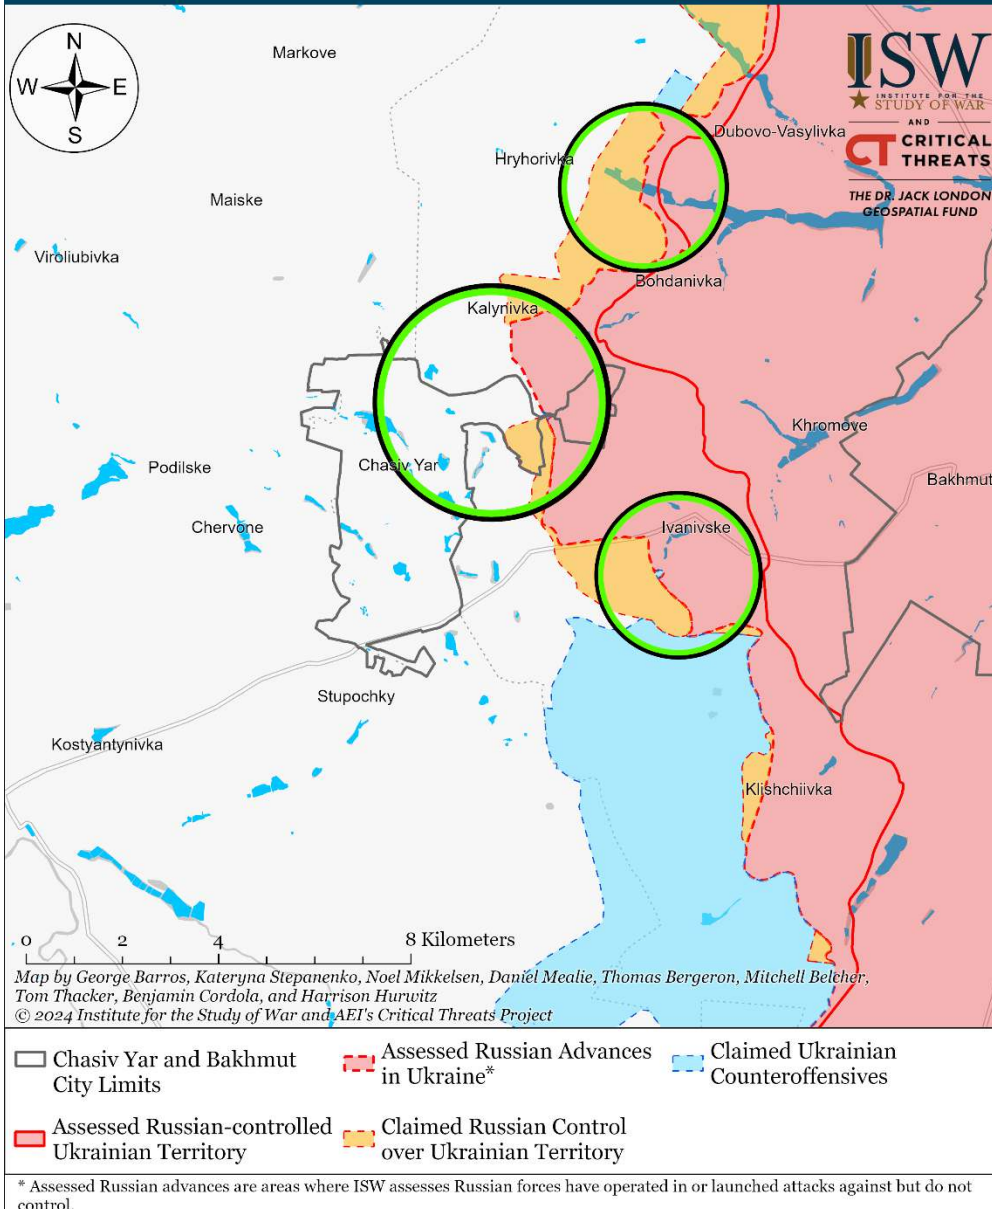 N
W E
S
ISW
INSTITUTE FOR THE
STUDY OF WAR
AND
CT CRITICAL
THREATS
THE DR. JACK LONDON
GEOSPATIAL FUND
Markove
Dubovo-Vasylivka
Hryhorivka
Maiske
Viroliubivka
Bohdanivka
Kalynivka
Khromove
Podilske
Chasiv Yar
Bakhmut
Chervone
Ivanivske
Stupochky
Kostyantynivka
Klishchiivka
0 2 4 8 Kilometers
Map by George Barros, Kateryna Stepanenko, Noel Mikkelsen, Daniel Mealie, Thomas Bergeron, Mitchell Belcher,
Tom Thacker, Benjamin Cordola, and Harrison Hurwitz
© 2024 Institute for the Study of War and AEI's Critical Threats Project
Chasiv Yar and Bakhmut
City Limits
Assessed Russian Advances
in Ukraine*
Claimed Ukrainian
Counteroffensives
Assessed Russian-controlled
Ukrainian Territory
Claimed Russian Control
over Ukrainian Territory
* Assessed Russian advances are areas where ISW assesses Russian forces have operated in or launched attacks against but do not
control.